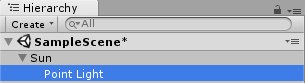 Hierarchy
Create All
SampleScene*
Sun
Point Light